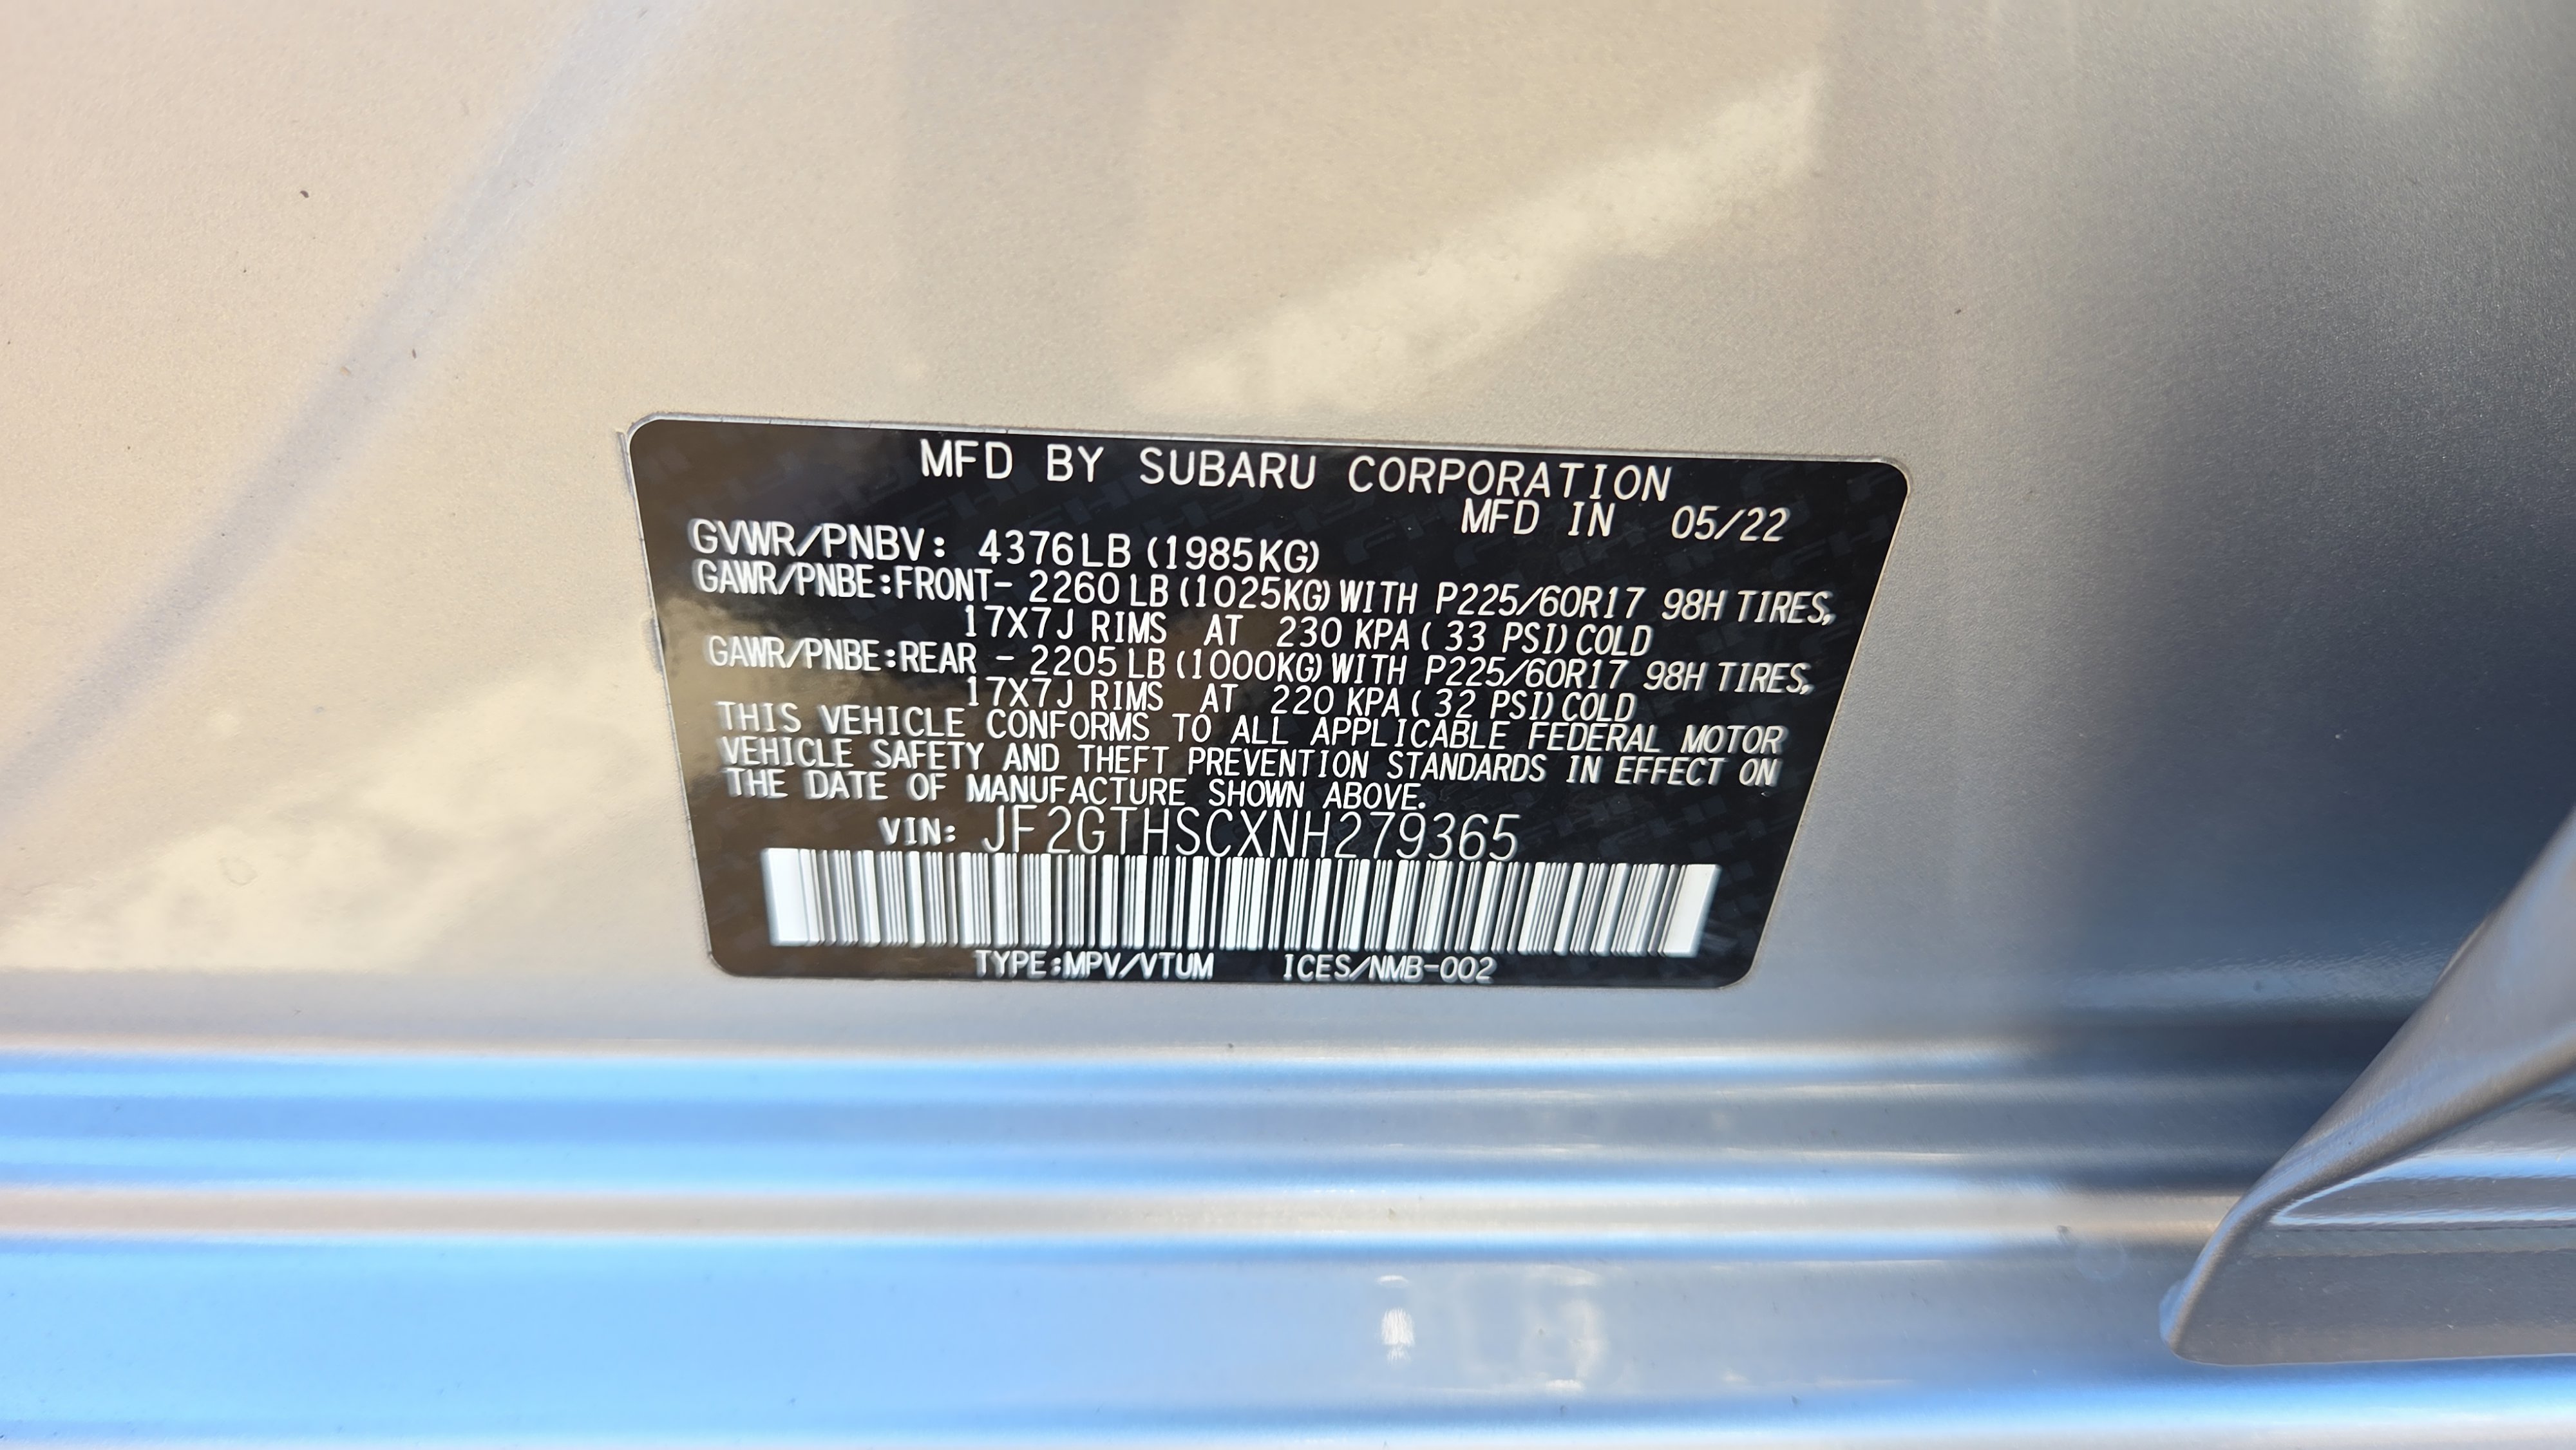 MFD BY SUBARU CORPORATION
MFD IN 05/22
GVWR/PNBV: 4376LB (1985KG)
GAWR/PNBE:FRONT- 2260 LB (1025KG) WITH P225/60R17 98H TIRES,
17X7J RIMS AT 230 KPA ( 33 PSI) COLD
GAWR/PNBE:REAR - 2205 LB (1000KG) WITH P225/60R17 98H TIRES,
17X7J RIMS AT 220 KPA ( 32 PSI) COLD
THIS VEHICLE CONFORMS TO ALL APPLICABLE FEDERAL MOTOR
VEHICLE SAFETY AND THEFT PREVENTION STANDARDS IN EFFECT ON
THE DATE OF MANUFACTURE SHOWN ABOVE.
VIN: JF2GTHSCXNH279365
TYPE:MPV/VTUM ICES/NMB-002